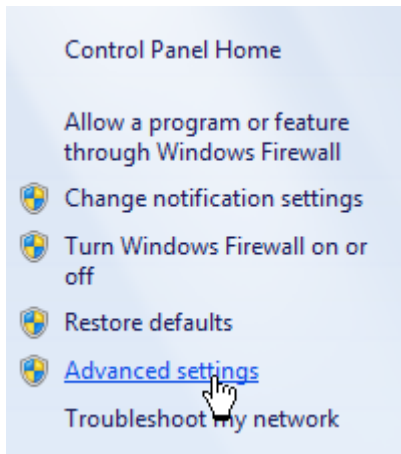 Control Panel Home
Allow a program or feature
through Windows Firewall
Change notification settings
Turn Windows Firewall on or
off
Restore defaults
Advanced settings
Troubleshoot my network